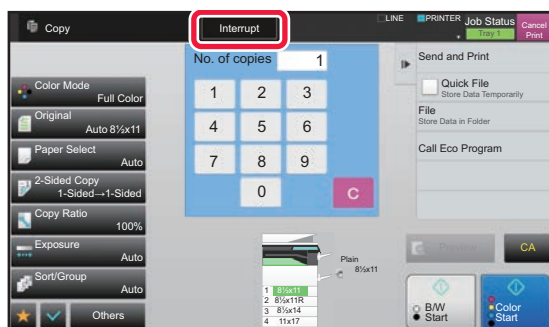 Copy
Interrupt
LINE
PRINTER
Job Status
Tray 1
Cancel
Print
No. of copies 1
1 2 3
4 5 6
7 8 9
0 C
Color Mode
Full Color
Original
Auto 8½x11
Paper Select
Auto
2-Sided Copy
1-Sided→1-Sided
Copy Ratio
100%
Exposure
Auto
Sort/Group
Auto
Others
Plain
8½x11
1 8½x11
2 8½x11R
3 8½x14
4 11x17
Send and Print
Quick File
Store Data Temporarily
File
Store Data in Folder
Call Eco Program
Preview
CA
B/W
Start
Color
Start